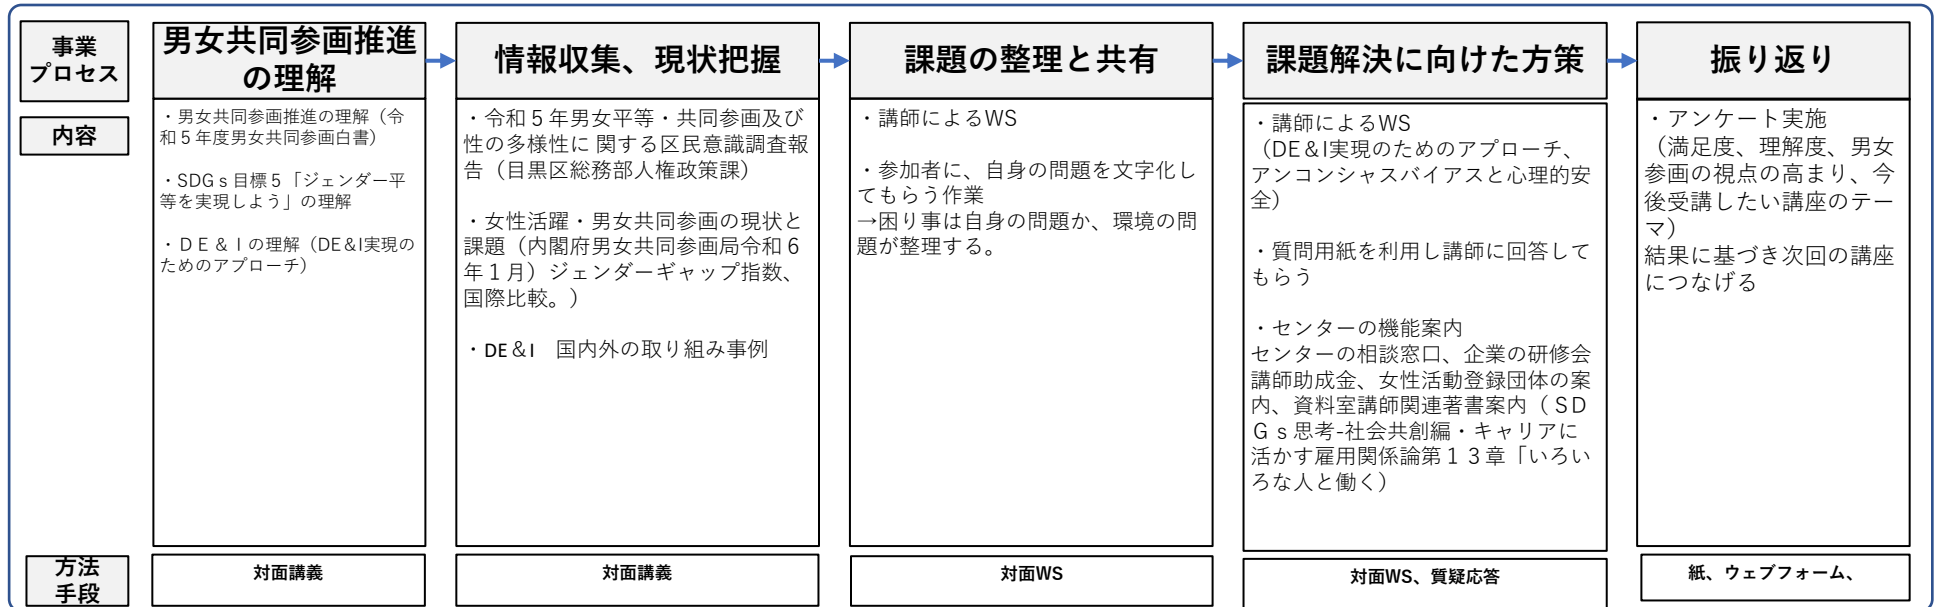 事業
プロセス
男女共同参画推進
の理解
情報収集、現状把握
課題の整理と共有
課題解決に向けた方策
振り返り
内容
・男女共同参画推進の理解（令
和５年度男女共同参画白書）
・SDGｓ目標５「ジェンダー平
等を実現しよう」の理解
・ＤＥ＆Ｉの理解（DE&I実現の
ためのアプローチ）
・令和５年男女平等・共同参画及び
性の多様性に 関する区民意識調査報
告（目黒区総務部人権政策課）
・女性活躍・男女共同参画の現状と
課題（内閣府男女共同参画局令和６
年１月）ジェンダーギャップ指数、
国際比較。）
・DE＆I　国内外の取り組み事例
・講師によるWS
・参加者に、自身の問題を文字化し
てもらう作業
→困り事は自身の問題か、環境の問
題が整理する。
・講師によるWS
（DE＆I実現のためのアプローチ、
アンコンシャスバイアスと心理的安
全）
・質問用紙を利用し講師に回答して
もらう
・センターの機能案内
センターの相談窓口、企業の研修会
講師助成金、女性活動登録団体の案
内、資料室講師関連著書案内（ＳＤ
Ｇｓ思考-社会共創編・キャリアに
活かす雇用関係論第１３章「いろい
ろな人と働く）
・アンケート実施
（満足度、理解度、男女
参画の視点の高まり、今
後受講したい講座のテー
マ）
結果に基づき次回の講座
につなげる
方法
手段
対面講義
対面講義
対面WS
対面WS、質疑応答
紙、ウェブフォーム、